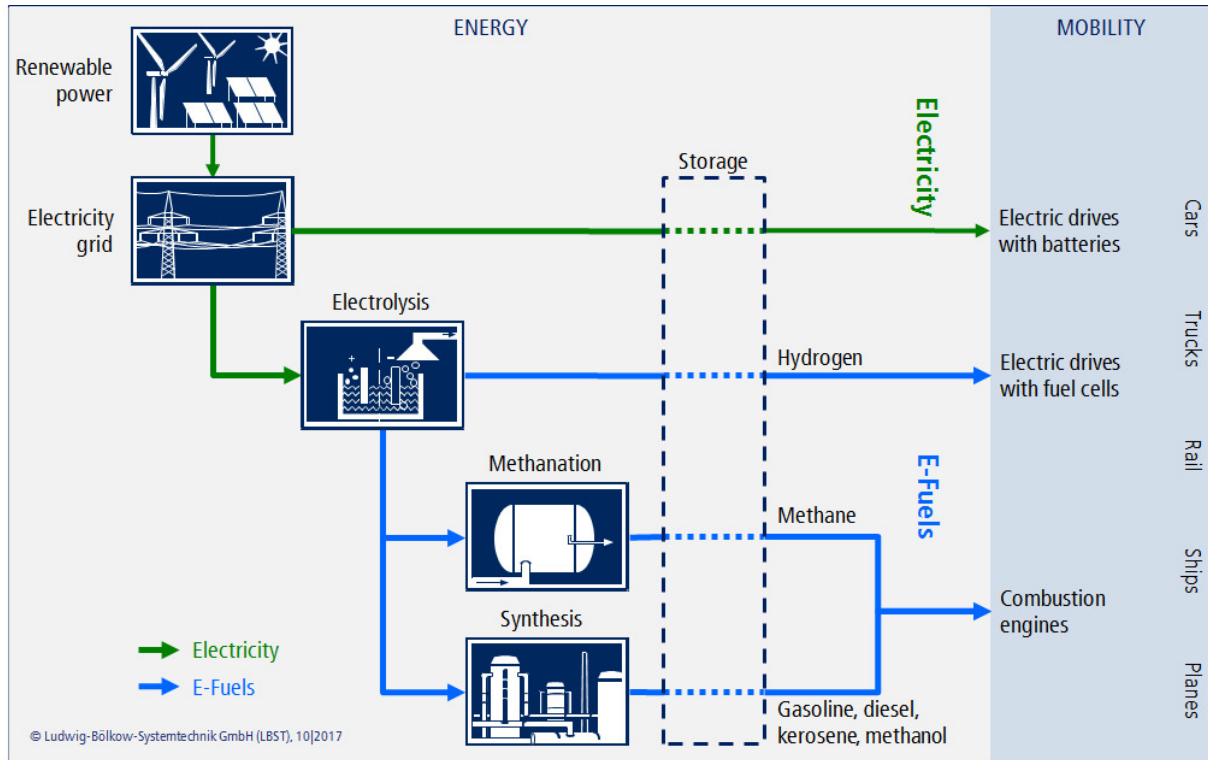 ENERGY
MOBILITY
Renewable
power
Electricity
Storage
Electricity
grid
Electric drives
with batteries
Cars
Electrolysis
Hydrogen
Electric drives
with fuel cells
Trucks
E-Fuels
Rail
Methanation
Methane
Synthesis
Combustion
engines
Ships
Electricity
E-Fuels
Gasoline, diesel,
kerosene, methanol
Planes
© Ludwig-Bölkow-Systemtechnik GmbH (LBST), 10|2017